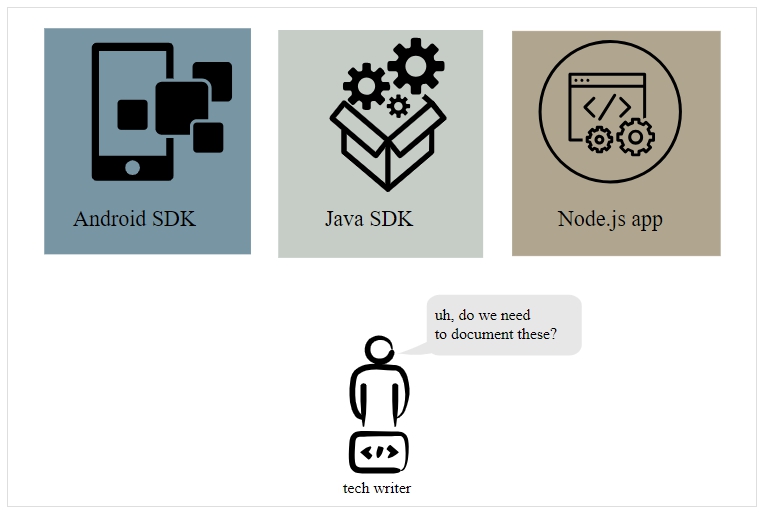 Android SDK
Java SDK
Node.js app
uh, do we need
to document these?
tech writer